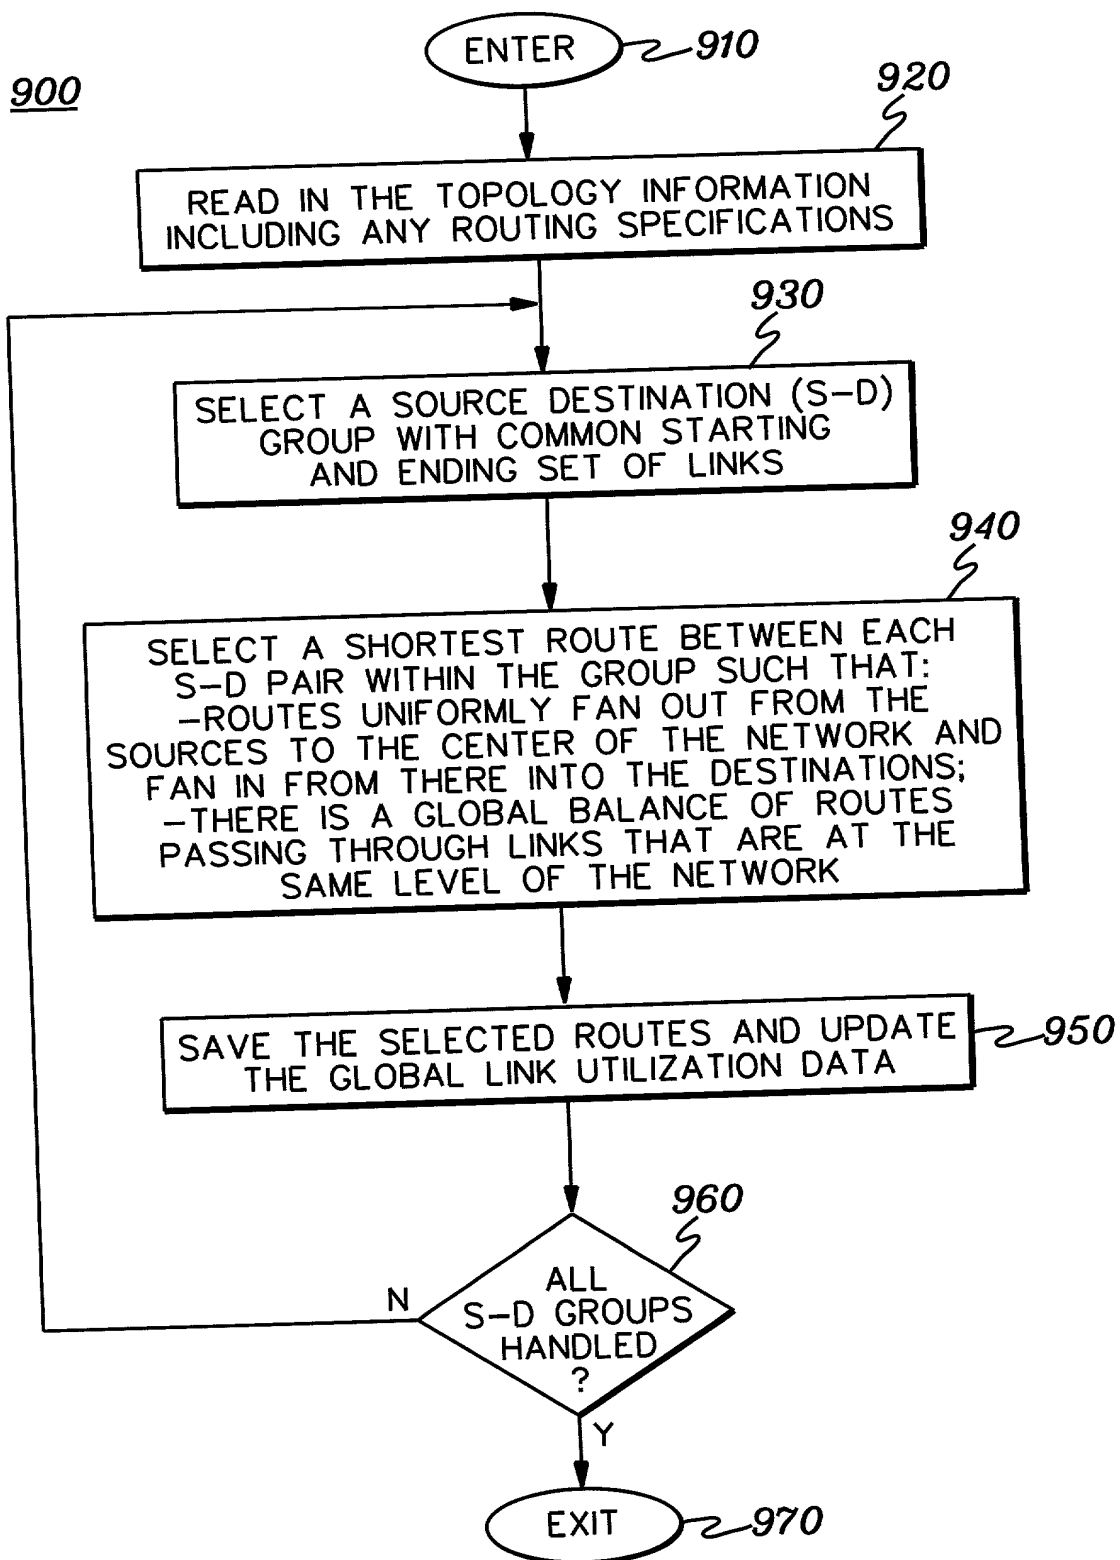 ENTER
910
900
920
READ IN THE TOPOLOGY INFORMATION
INCLUDING ANY ROUTING SPECIFICATIONS
930
SELECT A SOURCE DESTINATION (S-D)
GROUP WITH COMMON STARTING
AND ENDING SET OF LINKS
940
SELECT A SHORTEST ROUTE BETWEEN EACH
S-D PAIR WITHIN THE GROUP SUCH THAT:
-ROUTES UNIFORMLY FAN OUT FROM THE
SOURCES TO THE CENTER OF THE NETWORK AND
FAN IN FROM THERE INTO THE DESTINATIONS;
-THERE IS A GLOBAL BALANCE OF ROUTES
PASSING THROUGH LINKS THAT ARE AT THE
SAME LEVEL OF THE NETWORK
SAVE THE SELECTED ROUTES AND UPDATE
THE GLOBAL LINK UTILIZATION DATA
950
960
ALL
S-D GROUPS
HANDLED
?
N
Y
EXIT
970